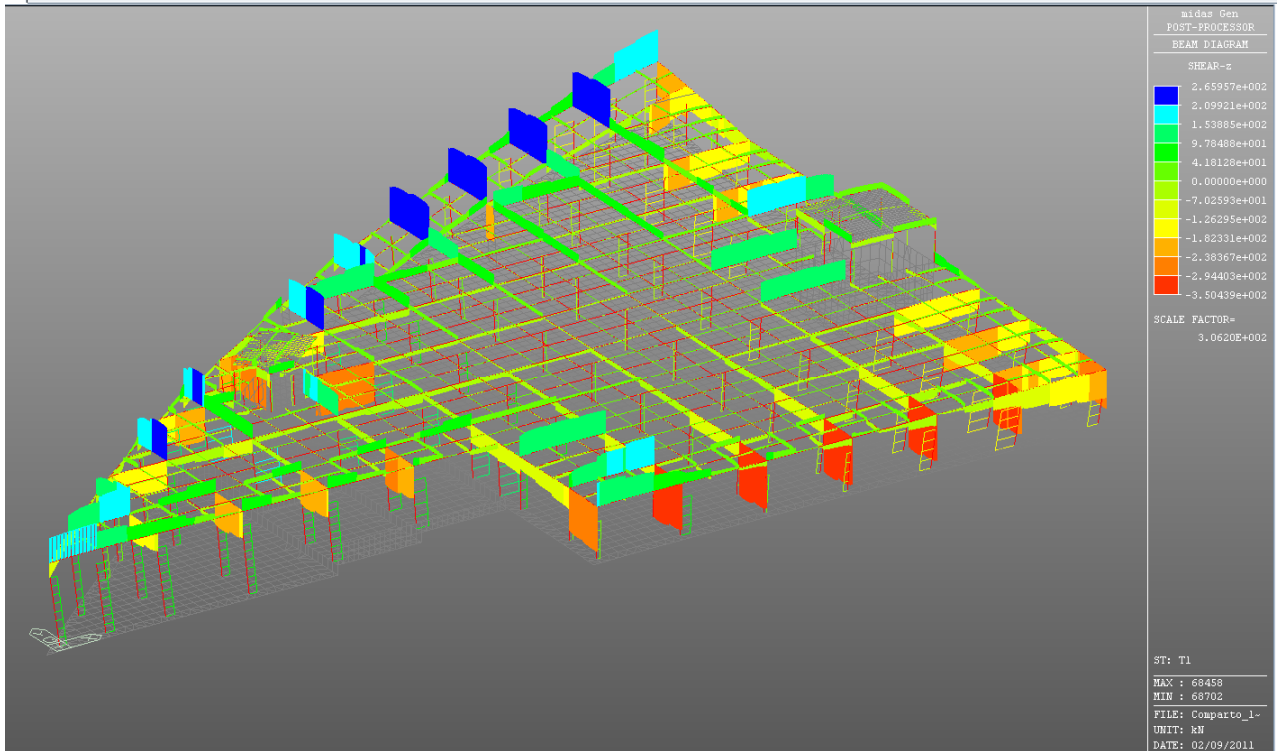 midas Gen
POST-PROCESSOR
BEAM DIAGRAM
SHEAR-z
2.65957e+002
2.09921e+002
1.53885e+002
9.78488e+001
4.18128e+001
0.00000e+000
-7.02593e+001
-1.26295e+002
-1.82331e+002
-2.38367e+002
-2.94403e+002
-3.50439e+002
SCALE FACTOR=
3.0620E+002
ST: T1
MAX : 68458
MIN : 68702
FILE: Comparto_1~
UNIT: kN
DATE: 02/09/2011